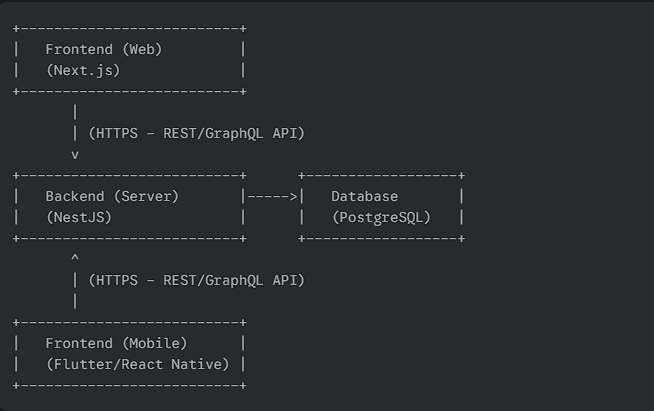 +--------------------------+
|   Frontend (Web)         |
|   (Next.js)              |
+--------------------------+
       |
       | (HTTPS - REST/GraphQL API)
       v
+--------------------------+      +------------------+
|   Backend (Server)       |----->|   Database       |
|   (NestJS)               |      |   (PostgreSQL)   |
+--------------------------+      +------------------+
       ^
       | (HTTPS - REST/GraphQL API)
       |
+--------------------------+
|   Frontend (Mobile)      |
|   (Flutter/React Native) |
+--------------------------+